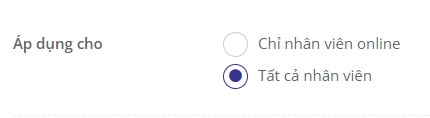 Áp dụng cho
Chỉ nhân viên online
Tất cả nhân viên